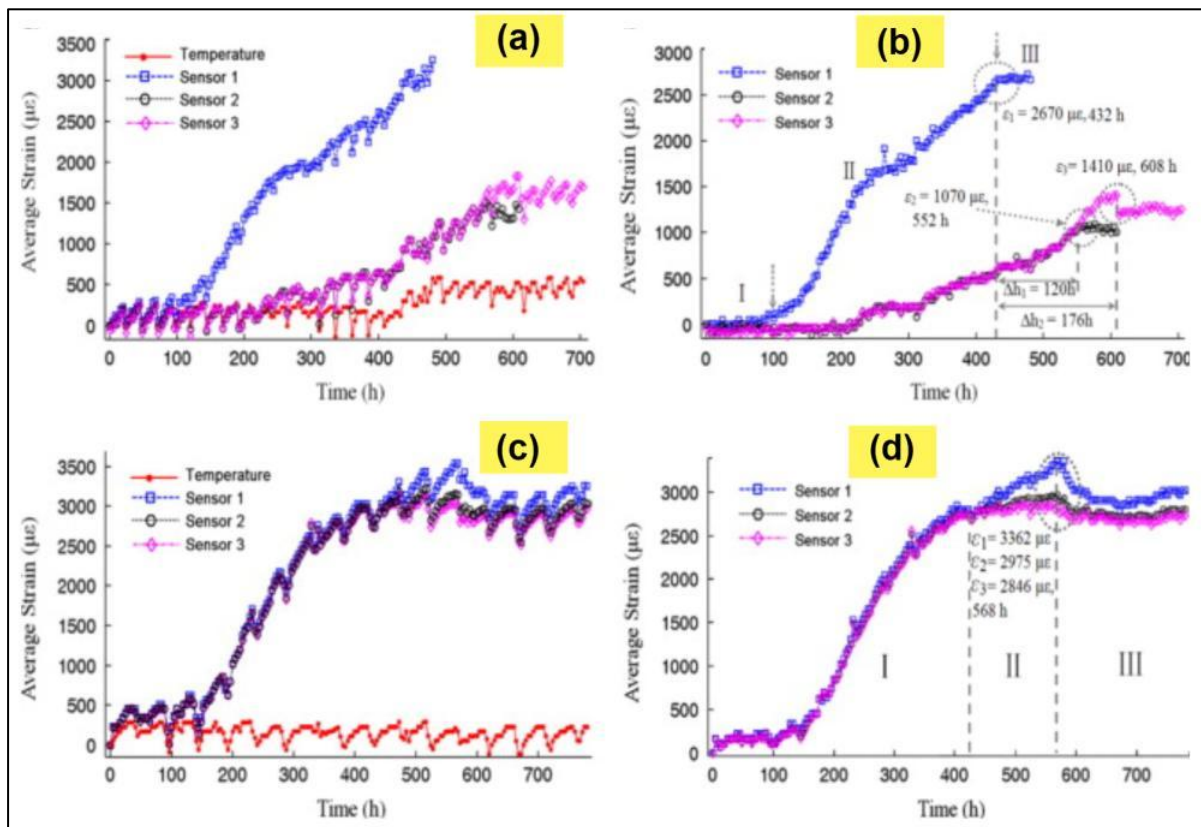 (a)
3500
3000
2500
2000
1500
1000
500
0
Average Strain (με)
Temperature
Sensor 1
Sensor 2
Sensor 3
0 100 200 300 400 500 600 700
Time (h)
(b)
3500
3000
2500
2000
1500
1000
500
0
Average Strain (με)
Sensor 1
Sensor 2
Sensor 3
I
II
III
ε1 = 2670 με, 432 h
ε3= 1410 με, 608 h
ε2 = 1070 με,
552 h
Δh1 = 120h
Δh2 = 176h
0 100 200 300 400 500 600 700
Time (h)
(c)
3500
3000
2500
2000
1500
1000
500
0
Average Strain (με)
Temperature
Sensor 1
Sensor 2
Sensor 3
0 100 200 300 400 500 600 700
Time (h)
(d)
3000
2500
2000
1500
1000
500
0
Average Strain (με)
Sensor 1
Sensor 2
Sensor 3
ε1 = 3362 με
ε2 = 2975 με
ε3 = 2846 με,
568 h
I
II
III
0 100 200 300 400 500 600 700
Time (h)